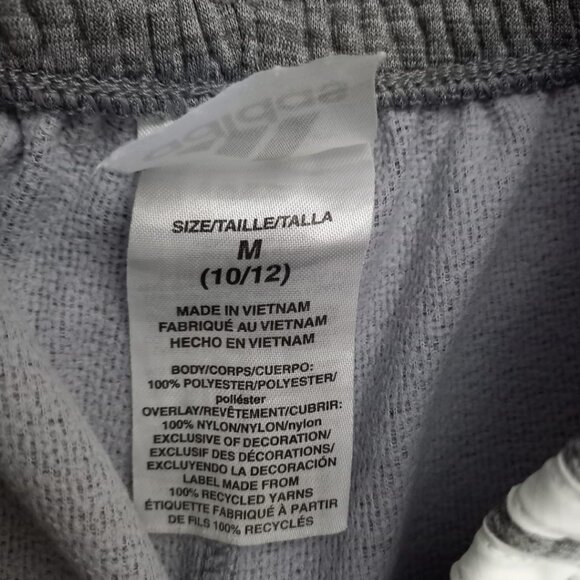 adidas
SIZE/TAILLE/TALLA
M
(10/12)
MADE IN VIETNAM
FABRIQUÉ AU VIETNAM
HECHO EN VIETNAM
BODY/CORPS/CUERPO:
100% POLYESTER/POLYESTER/
poliéster
OVERLAY/REVÊTEMENT/CUBRIR:
100% NYLON/NYLON/nylon
EXCLUSIVE OF DECORATION/
EXCLUSIF DES DÉCORATIONS/
EXCLUYENDO LA DECORACIÓN
LABEL MADE FROM
100% RECYCLED YARNS
ÉTIQUETTE FABRIQUÉ À PARTIR
DE FILS 100% RECYCLÉS